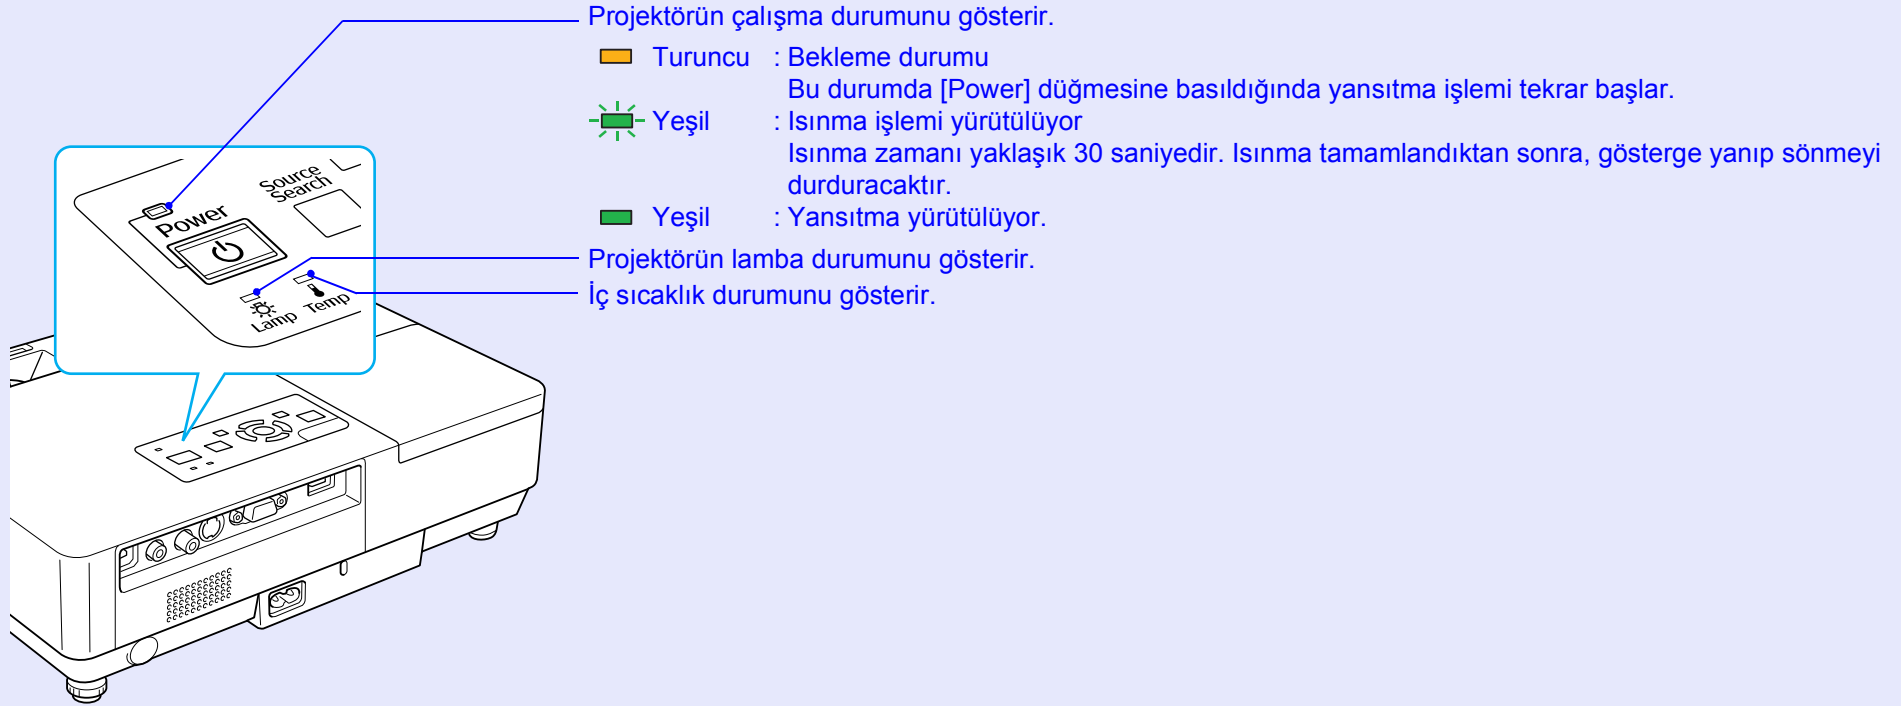 Projektörün çalışma durumunu gösterir.
Turuncu : Bekleme durumu
Bu durumda [Power] düğmesine basıldığında yansıtma işlemi tekrar başlar.
Yeşil : Isınma işlemi yürütülüyor
Isınma zamanı yaklaşık 30 saniyedir. Isınma tamamlandıktan sonra, gösterge yanıp sönmeyi
durduracaktır.
Yeşil : Yansıtma yürütülüyor.
Projektörün lamba durumunu gösterir.
İç sıcaklık durumunu gösterir.
Source
Search
Power
Lamp Temp